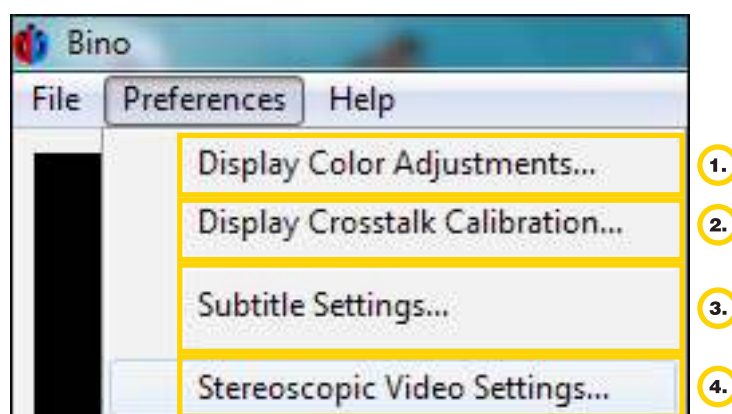 Bino
File Preferences Help
Display Color Adjustments...
1.
Display Crosstalk Calibration...
2.
Subtitle Settings...
3.
Stereoscopic Video Settings...
4.